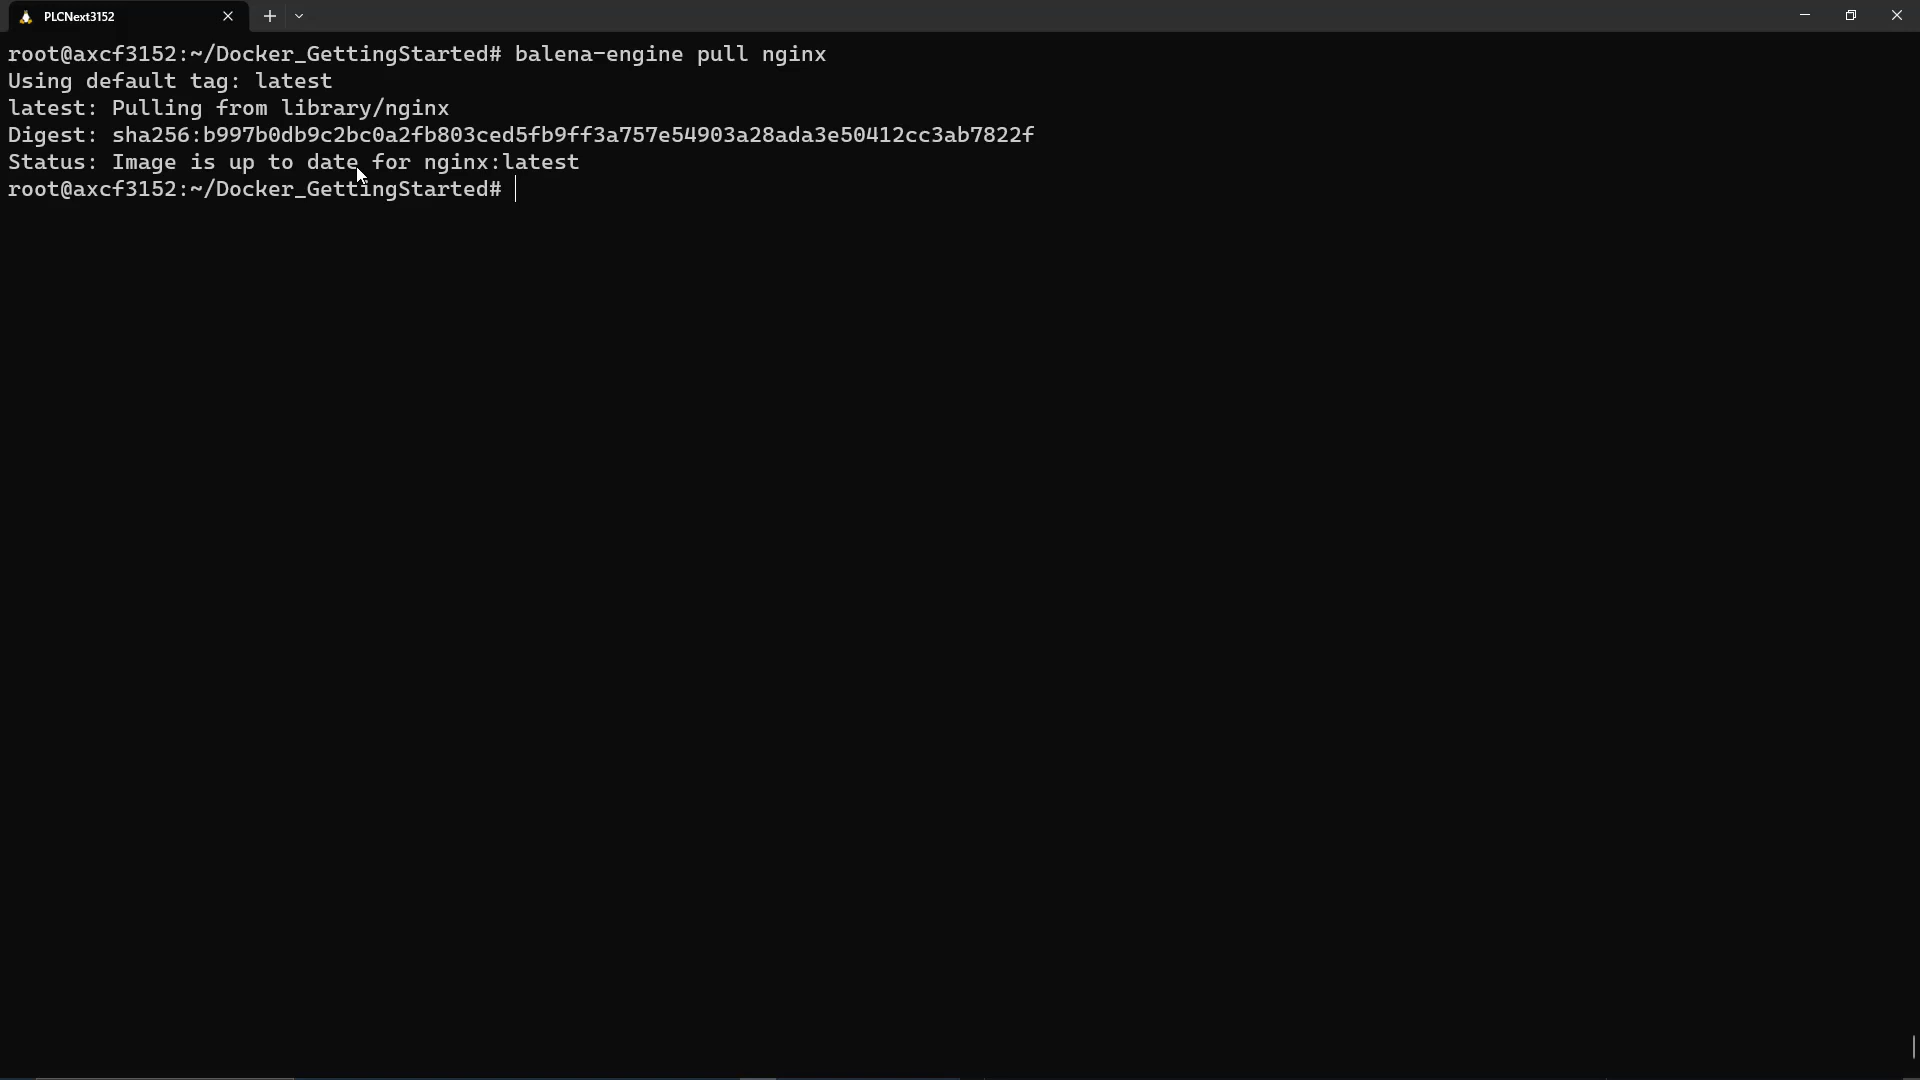 PLCNext3152
root@axcf3152:~/Docker_GettingStarted# balena-engine pull nginx
Using default tag: latest
latest: Pulling from library/nginx
Digest: sha256:b997b0db9c2bc0a2fb803ced5fb9ff3a757e54903a28ada3e50412cc3ab7822f
Status: Image is up to date for nginx:latest
root@axcf3152:~/Docker_GettingStarted#